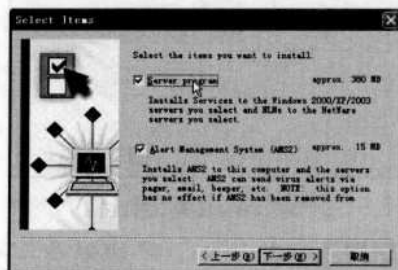 Select Items
Select the items you want to install.
Server program approx. 380 MB
Installs Services to the Windows 2000/XP/2003
servers you select and NLMs to the NetWare
servers you select.
Alert Management System (AMS2) approx. 15 MB
Installs AMS2 to this computer and the servers
you select. AMS2 can send virus alerts via
pager, email, beeper, etc. NOTE: this option
has no effect if AMS2 has been removed from
<上一步(B) 下一步(N)> 取消